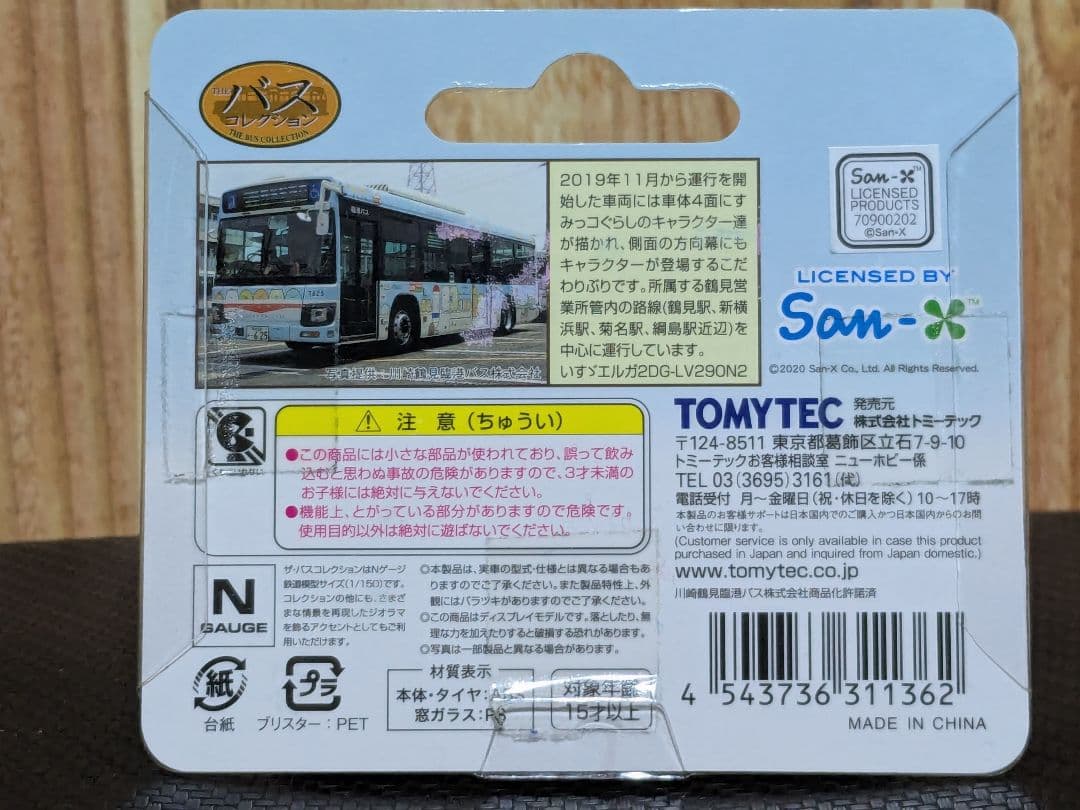 THE
バス
コレクション
THE BUS COLLECTION
臨港バス
T625
・625
写真提供：川崎鶴見臨港バス株式会社
2019年11月から運行を開
始した車両には車体4面にす
みっコぐらしのキャラクター達
が描かれ、側面の方向幕にも
キャラクターが登場するこだ
わりぶりです。所属する鶴見営
業所管内の路線(鶴見駅、新横
浜駅、菊名駅、綱島駅近辺)を
中心に運行しています。
いすゞエルガ2DG-LV290N2
San-X™
LICENSED
PRODUCTS
70900202
©San-X
LICENSED BY
San-X™
©2020 San-X Co., Ltd. All Rights Reserved.
注 意（ちゅうい）
●この商品には小さな部品が使われており、誤って飲み
込むと思わぬ事故の危険がありますので、3才未満の
お子様には絶対に与えないでください。
●機能上、とがっている部分がありますので危険です。
使用目的以外は絶対に遊ばないでください。
TOMYTEC 発売元 株式会社トミーテック
〒124-8511 東京都葛飾区立石7-9-10
トミーテックお客様相談室 ニューホビー係
TEL 03(3695)3161(代)
電話受付 月～金曜日(祝・休日を除く)10～17時
本製品のお客様サポートは日本国内でのご購入かつ日本国内からのお問
い合わせに限ります。
(Customer service is only available in case this product
purchased in Japan and inquired from Japan domestic.)
www.tomytec.co.jp
川崎鶴見臨港バス株式会社商品化許諾済
N
GAUGE
ザ・バスコレクションはNゲージ
鉄道模型サイズ(1/150)です。
コレクションの他にも、さまざ
まな情景を再現したジオラマ
を飾るアクセントとしてもご利
用いただけます。
◎本製品は、実車の型式・仕様とは異なる場合もあ
りますのでご了承ください。また製品特性上、外
観にはバラツキがありますのでご了承ください。
◎この商品はディスプレイモデルです。落としたり、無
理な力を加えたりすると破損する恐れがあります。
◎写真は一部製品と異なる場合があります。
紙
台紙
プラ
ブリスター：PET
材質表示
本体・タイヤ：ABS
窓ガラス：PS
対象年齢
15才以上
4 543736 311362
MADE IN CHINA